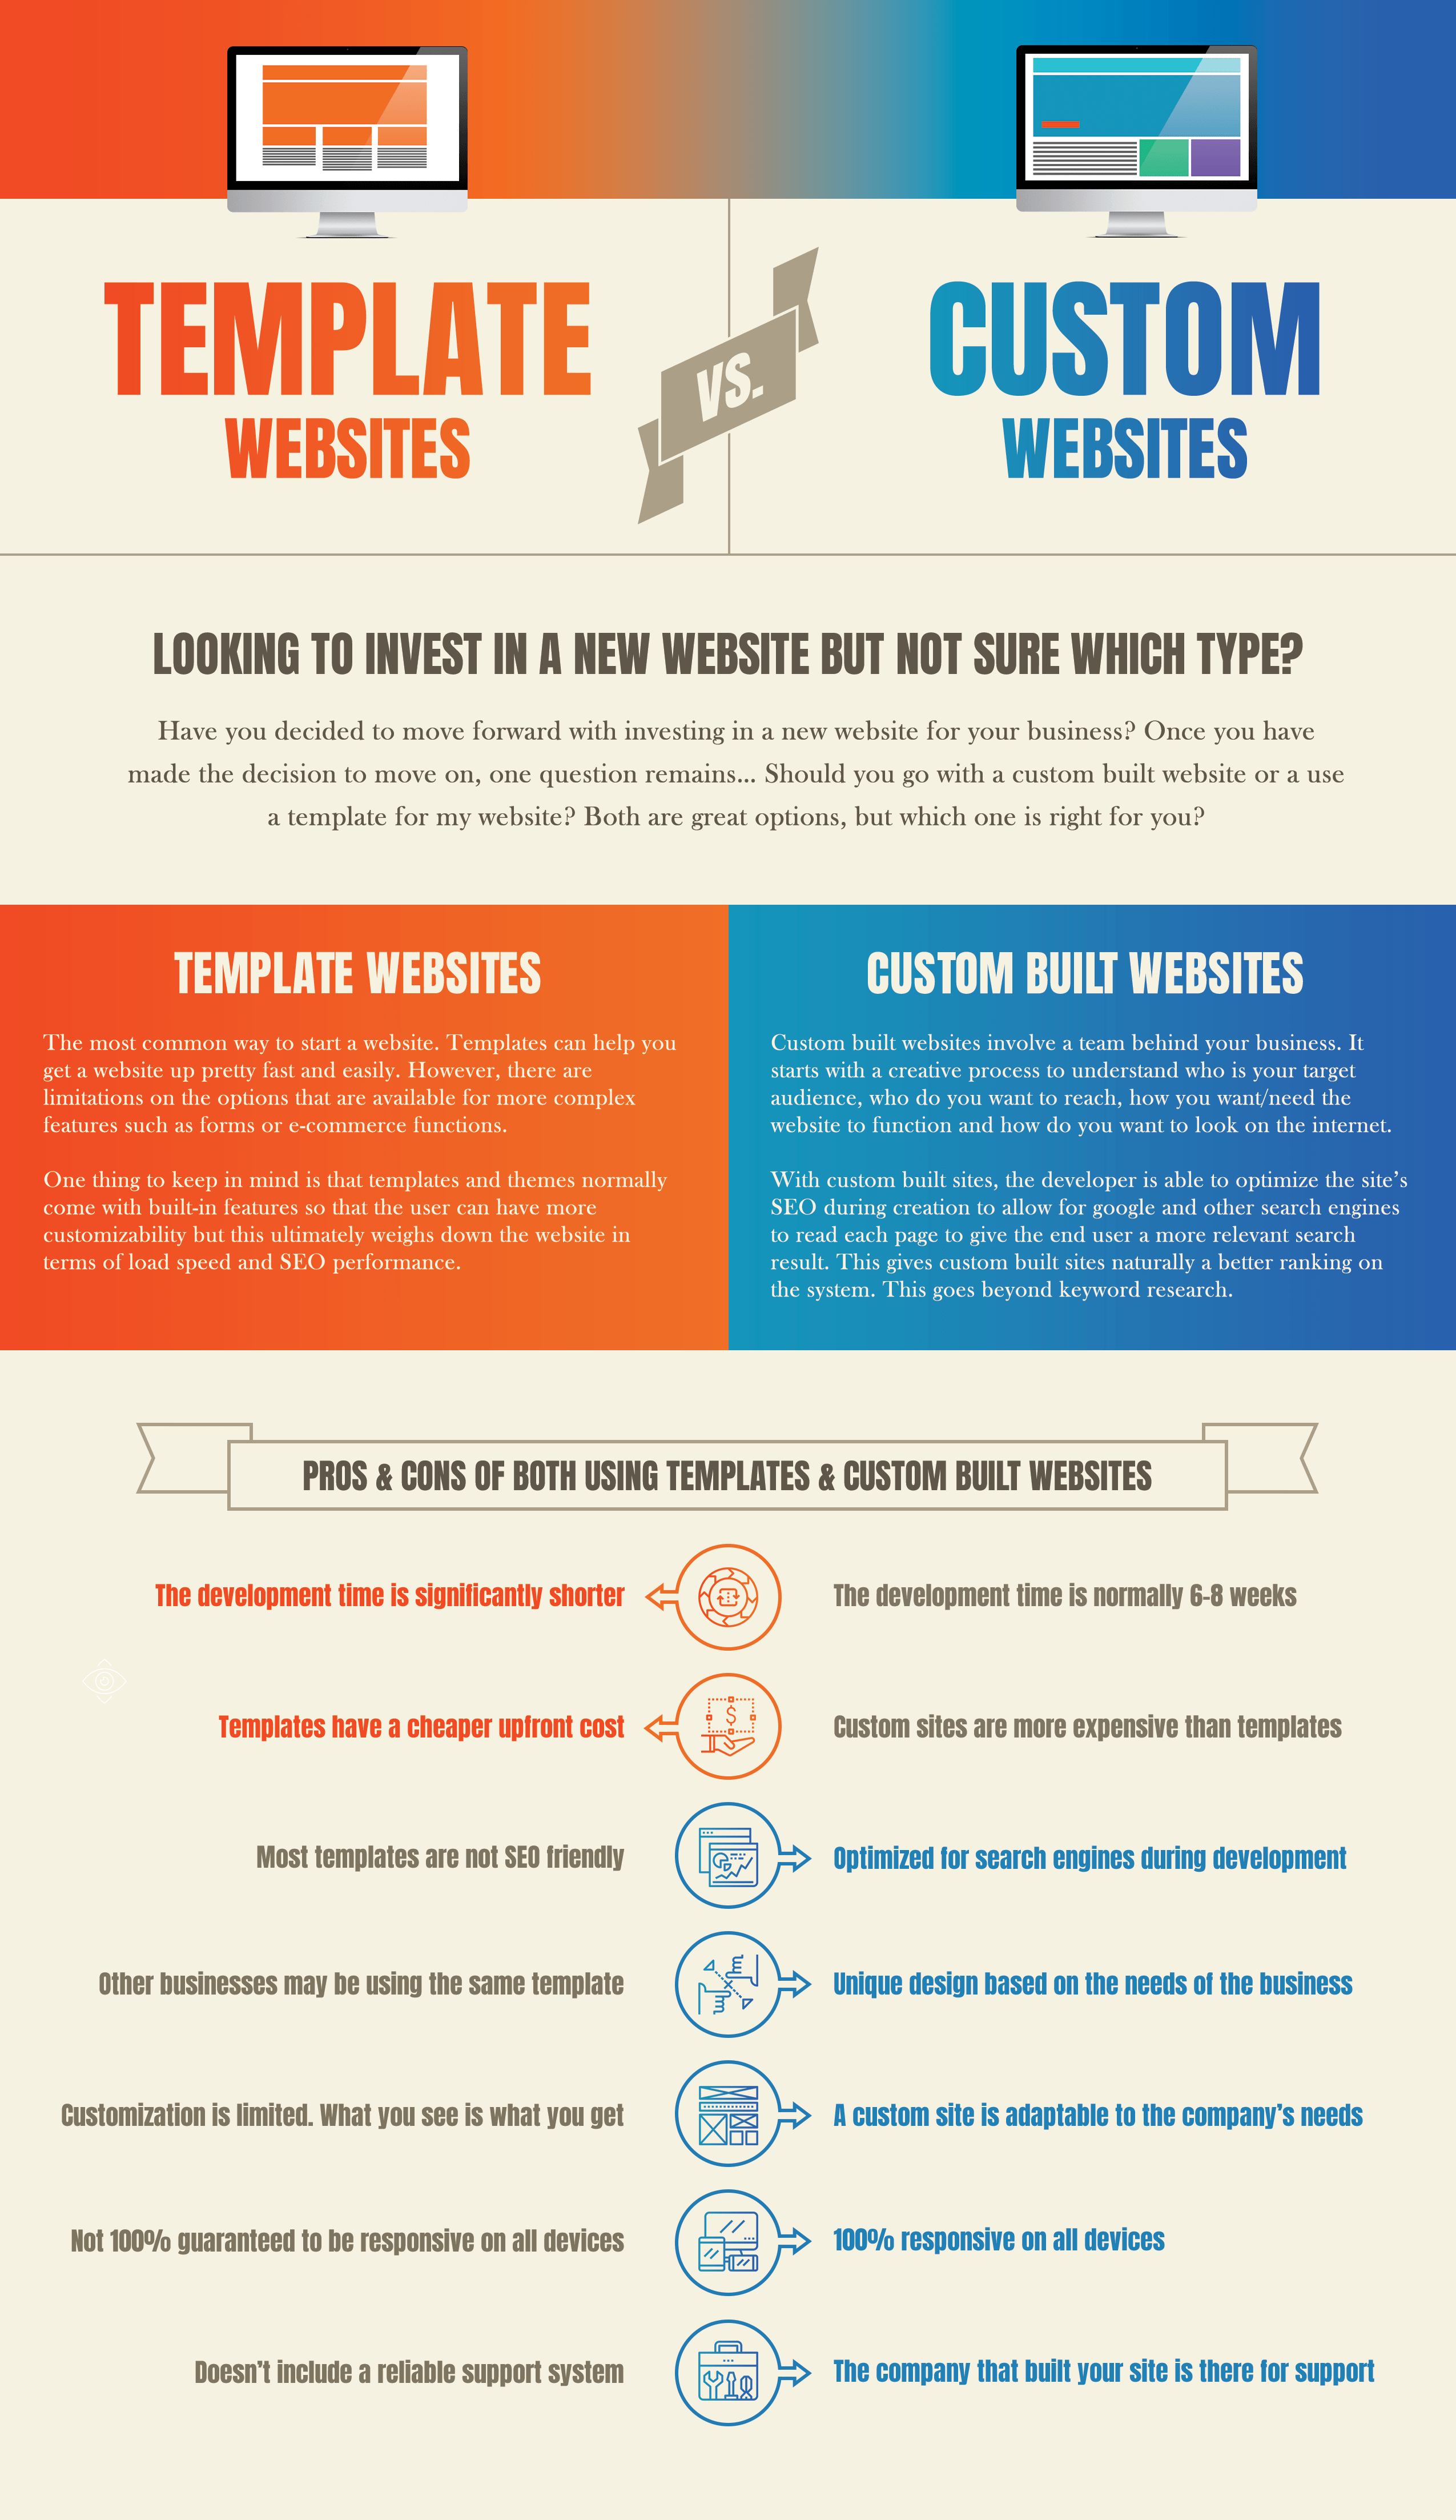 TEMPLATE
WEBSITES
VS.
CUSTOM
WEBSITES
LOOKING TO INVEST IN A NEW WEBSITE BUT NOT SURE WHICH TYPE?
Have you decided to move forward with investing in a new website for your business? Once you have
made the decision to move on, one question remains... Should you go with a custom built website or a use
a template for my website? Both are great options, but which one is right for you?
TEMPLATE WEBSITES
The most common way to start a website. Templates can help you
get a website up pretty fast and easily. However, there are
limitations on the options that are available for more complex
features such as forms or e-commerce functions.
One thing to keep in mind is that templates and themes normally
come with built-in features so that the user can have more
customizability but this ultimately weighs down the website in
terms of load speed and SEO performance.
CUSTOM BUILT WEBSITES
Custom built websites involve a team behind your business. It
starts with a creative process to understand who is your target
audience, who do you want to reach, how you want/need the
website to function and how do you want to look on the internet.
With custom built sites, the developer is able to optimize the site's
SEO during creation to allow for google and other search engines
to read each page to give the end user a more relevant search
result. This gives custom built sites naturally a better ranking on
the system. This goes beyond keyword research.
PROS & CONS OF BOTH USING TEMPLATES & CUSTOM BUILT WEBSITES
The development time is significantly shorter
The development time is normally 6-8 weeks
Templates have a cheaper upfront cost
$
Custom sites are more expensive than templates
Most templates are not SEO friendly
Optimized for search engines during development
Other businesses may be using the same template
Unique design based on the needs of the business
Customization is limited. What you see is what you get
A custom site is adaptable to the company's needs
Not 100% guaranteed to be responsive on all devices
100% responsive on all devices
Doesn't include a reliable support system
The company that built your site is there for support